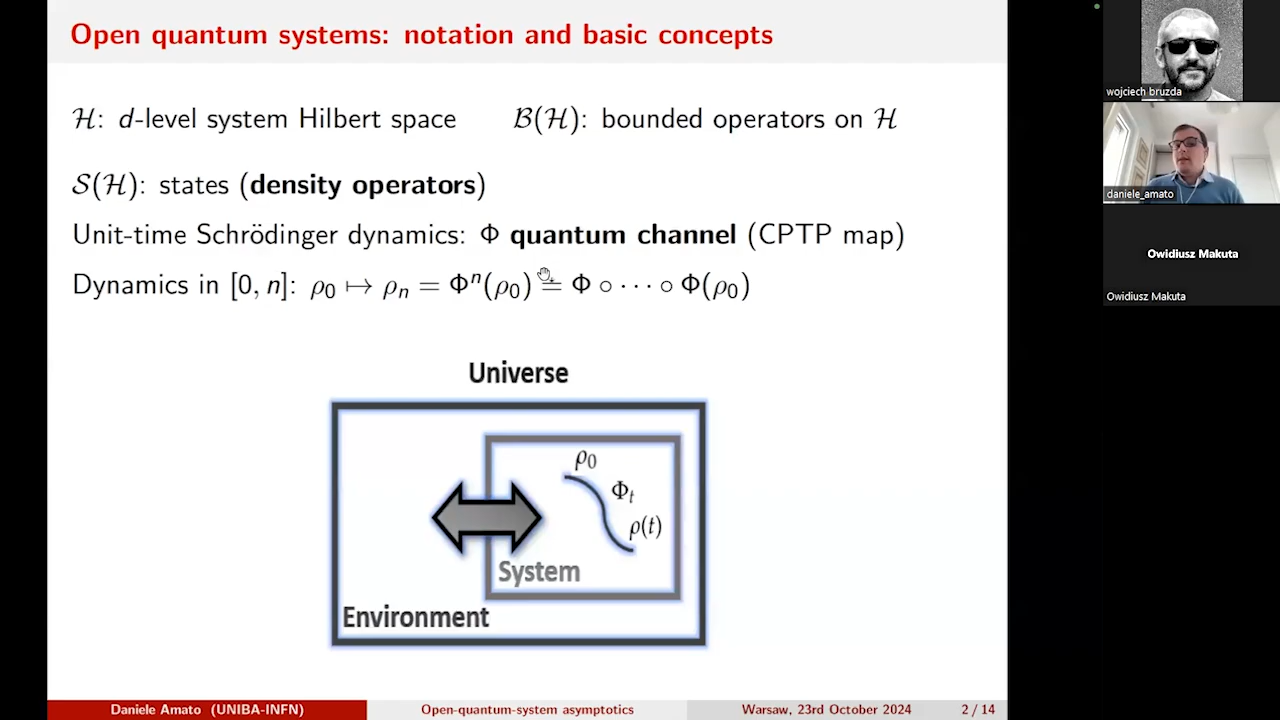 Open quantum systems: notation and basic concepts
ℋ: d-level system Hilbert space ℬ(ℋ): bounded operators on ℋ
𝒮(ℋ): states (density operators)
Unit-time Schrödinger dynamics: Φ quantum channel (CPTP map)
Dynamics in [0, n]: ρ₀ ↦ ρₙ = Φⁿ(ρ₀) = Φ ∘ ⋯ ∘ Φ(ρ₀)
Universe
ρ₀
Φₜ
ρ(t)
System
Environment
Daniele Amato (UNIBA-INFN) Open-quantum-system asymptotics Warsaw, 23rd October 2024 2 / 14
wojciech bruzda
daniele_amato
Owidiusz Makuta
Owidiusz Makuta